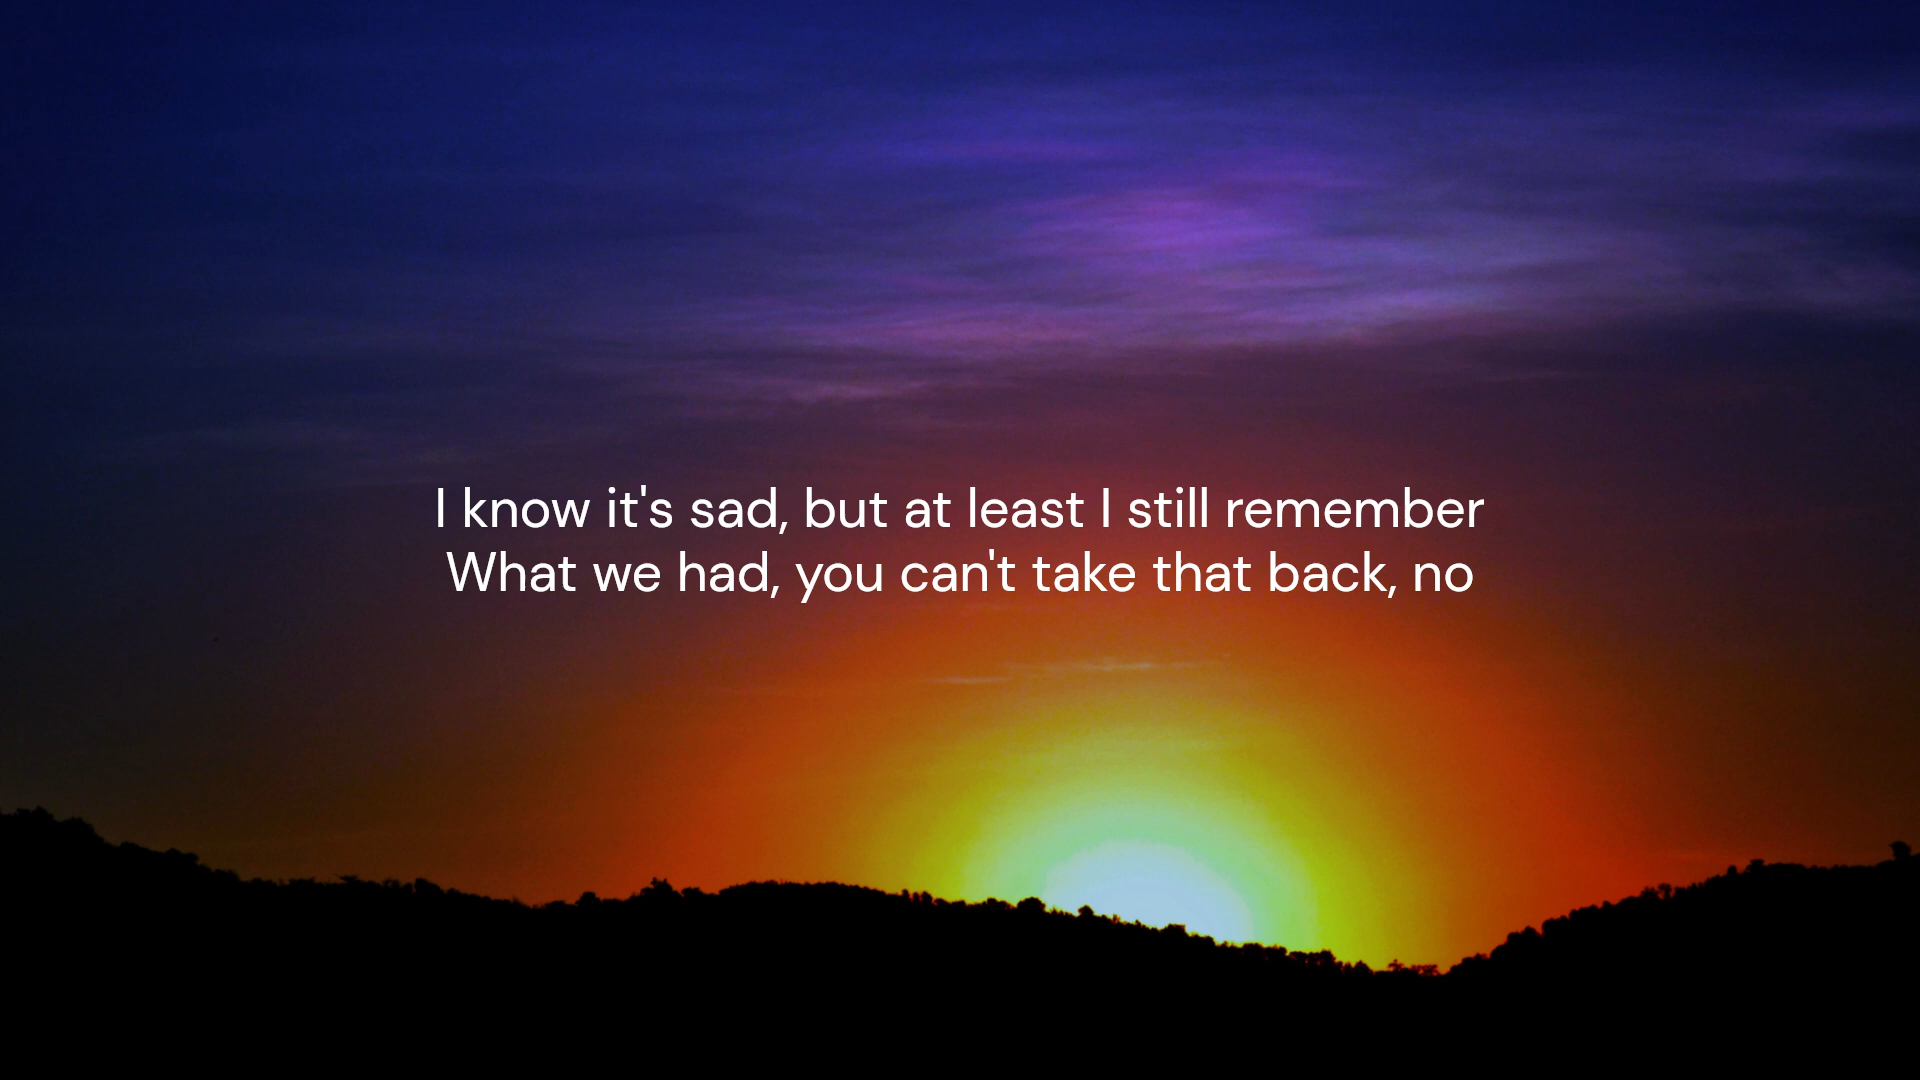 I know it's sad, but at least I still remember
What we had, you can't take that back, no